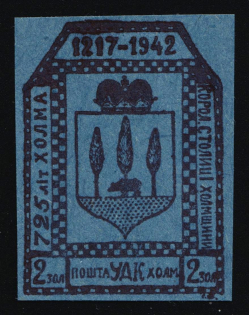 1217-1942
725 ЛІТ ХОЛМА
КОРОЛ. СТОЛИЦІ ХОЛМЩИНИ
2 ЗОЛ
ПОШТА УДК ХОЛМ
2 ЗОЛ